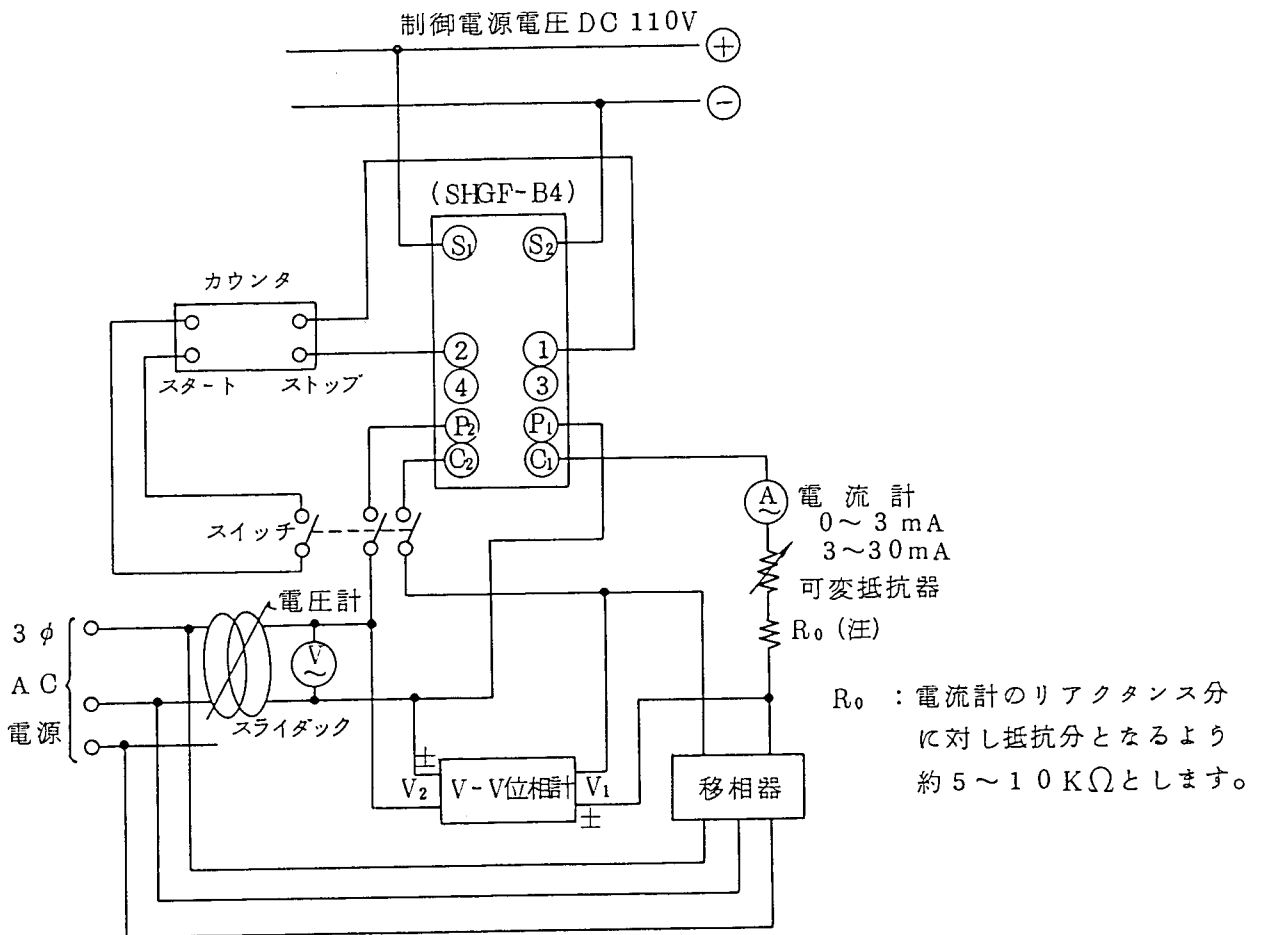 制御電源電圧 DC 110V
+
−
(SHGF-B4)
S1 S2
カウンタ
2 1
スタート ストップ
4 3
P2 P1
C2 C1
スイッチ
A 電流計
0~3mA
3~30mA
可変抵抗器
R0 (注)
電圧計
3φ
V
AC
電源
スライダック
R0 : 電流計のリアクタンス分
に対し抵抗分となるよう
約5~10KΩとします。
±
V2 V-V位相計 V1
±
移相器